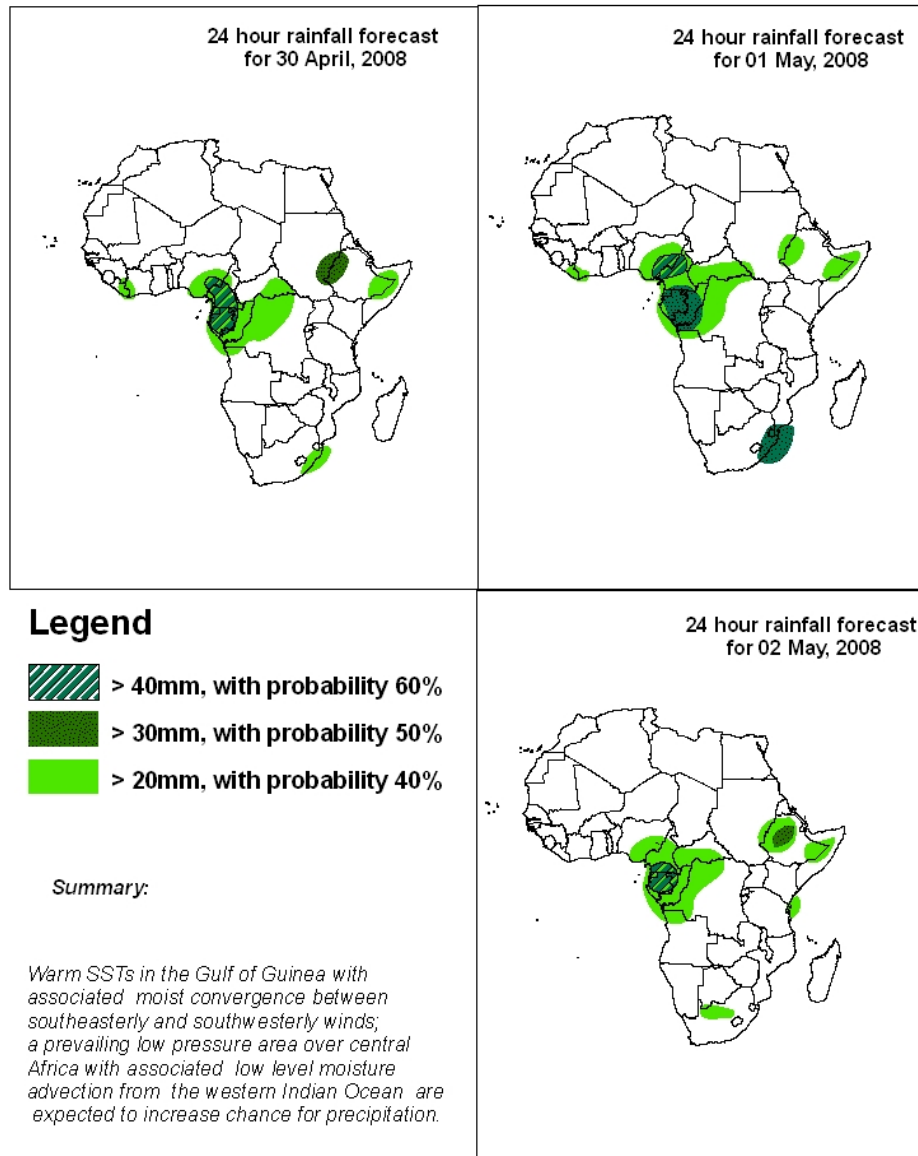 24 hour rainfall forecast
for 30 April, 2008
24 hour rainfall forecast
for 01 May, 2008
Legend
> 40mm, with probability 60%
> 30mm, with probability 50%
> 20mm, with probability 40%
Summary:
Warm SSTs in the Gulf of Guinea with
associated moist convergence between
southeasterly and southwesterly winds;
a prevailing low pressure area over central
Africa with associated low level moisture
advection from the western Indian Ocean are
expected to increase chance for precipitation.
24 hour rainfall forecast
for 02 May, 2008